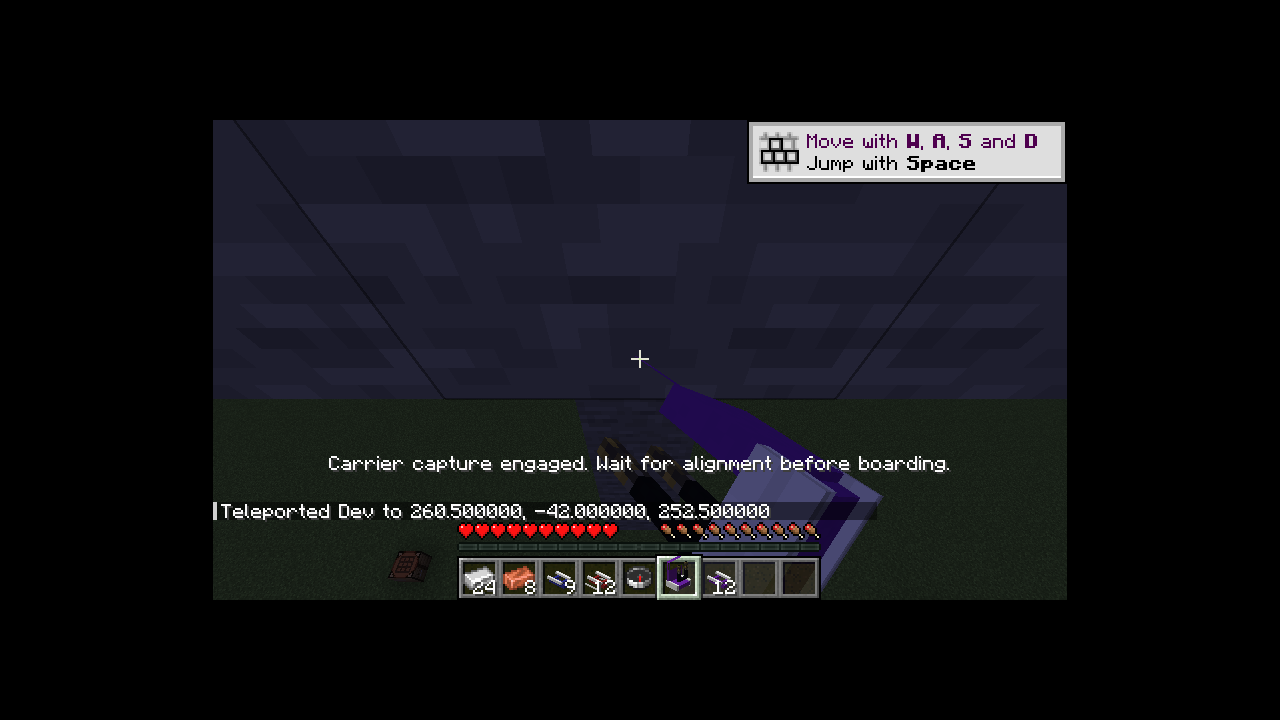 Move with W, A, S and D
Jump with Space
Carrier capture engaged. Wait for alignment before boarding.
Teleported Dev to 260.500000, -42.000000, 252.500000
24 8 9 12 12